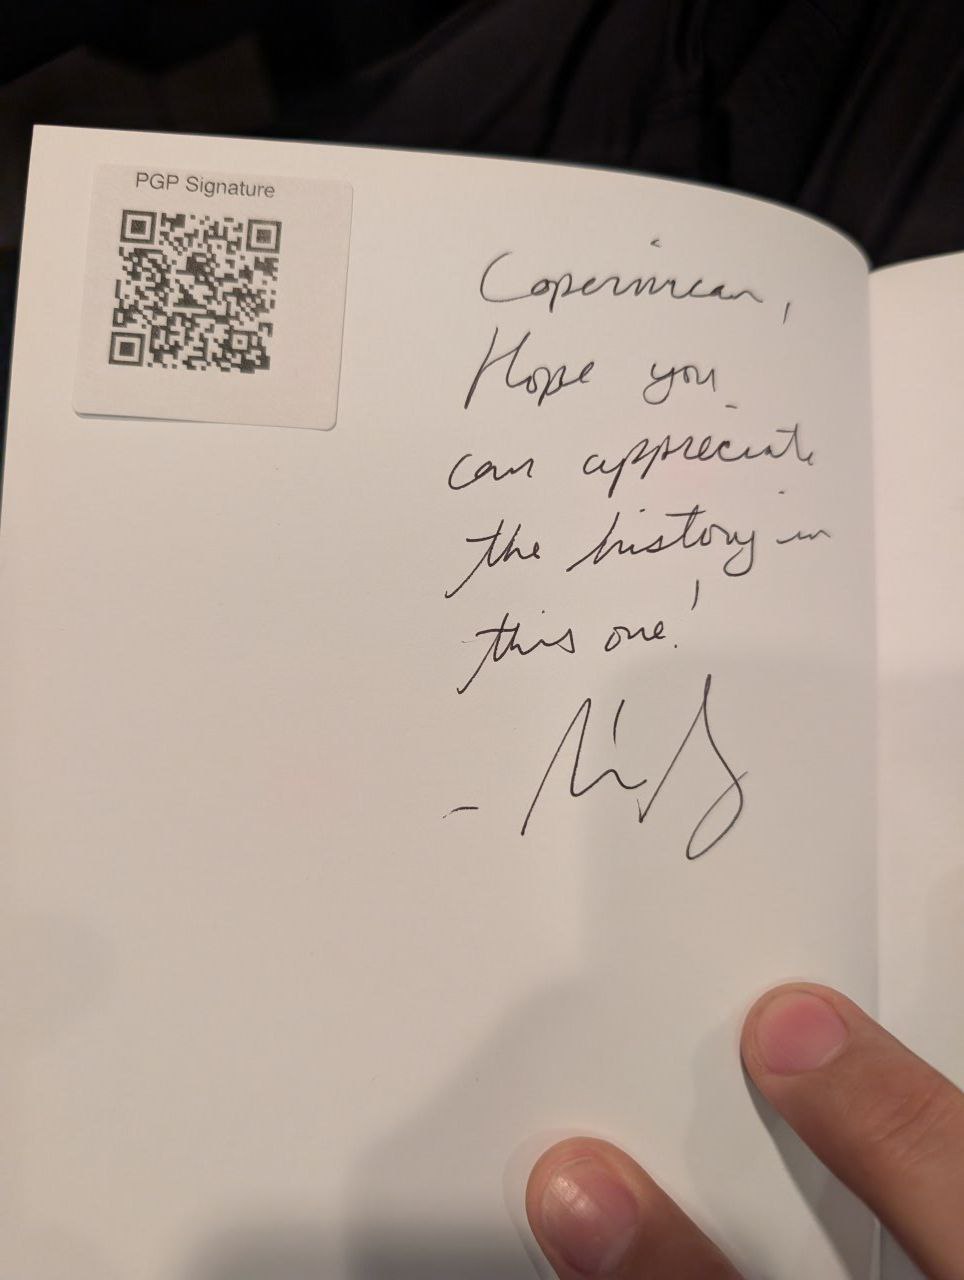 PGP Signature
Copernican,
Hope you
can appreciate
the history in
this one!